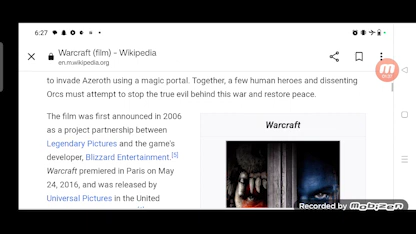 6:27
Warcraft (film) - Wikipedia
en.m.wikipedia.org
to invade Azeroth using a magic portal. Together, a few human heroes and dissenting
Orcs must attempt to stop the true evil behind this war and restore peace.
The film was first announced in 2006
as a project partnership between
Legendary Pictures and the game's
developer, Blizzard Entertainment.[5]
Warcraft premiered in Paris on May
24, 2016, and was released by
Universal Pictures in the United
Warcraft
Recorded by
Mobizen